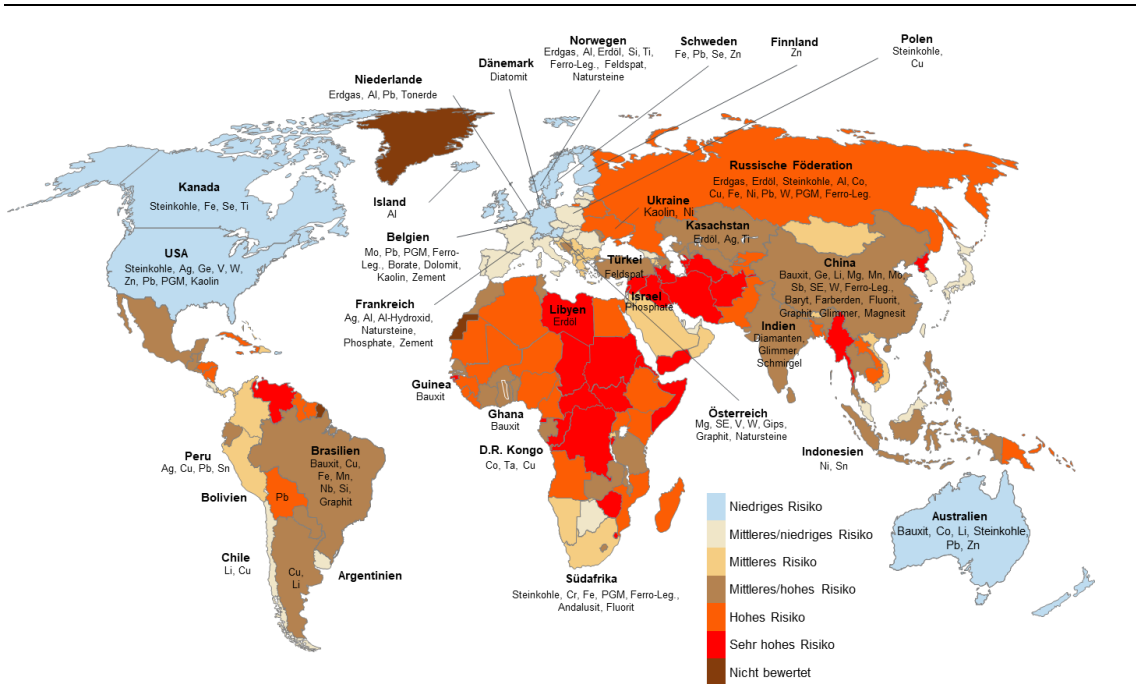 Norwegen
Erdgas, Al, Erdöl, Si, Ti,
Ferro-Leg., Feldspat,
Natursteine
Schweden
Fe, Pb, Se, Zn
Finnland
Zn
Polen
Steinkohle,
Cu
Dänemark
Diatomit
Niederlande
Erdgas, Al, Pb, Tonerde
Kanada
Steinkohle, Fe, Se, Ti
Island
Al
Russische Föderation
Erdgas, Erdöl, Steinkohle, Al, Co,
Cu, Fe, Ni, Pb, W, PGM, Ferro-Leg.
Ukraine
Kaolin, Ni
Kasachstan
Erdöl, Ag, Ti
USA
Steinkohle, Ag, Ge, V, W,
Zn, Pb, PGM, Kaolin
Belgien
Mo, Pb, PGM, Ferro-
Leg., Borate, Dolomit,
Kaolin, Zement
Türkei
Feldspat
China
Bauxit, Ge, Li, Mg, Mn, Mo,
Sb, SE, W, Ferro-Leg.,
Baryt, Farberden, Fluorit,
Graphit, Glimmer, Magnesit
Frankreich
Ag, Al, Al-Hydroxid,
Natursteine,
Phosphate, Zement
Israel
Phosphate
Libyen
Erdöl
Indien
Diamanten,
Glimmer,
Schmirgel
Guinea
Bauxit
Ghana
Bauxit
Österreich
Mg, SE, V, W, Gips,
Graphit, Natursteine
D.R. Kongo
Co, Ta, Cu
Indonesien
Ni, Sn
Peru
Ag, Cu, Pb, Sn
Brasilien
Bauxit, Cu,
Fe, Mn,
Nb, Si,
Graphit
Bolivien
Pb
Chile
Li, Cu
Cu,
Li
Argentinien
Südafrika
Steinkohle, Cr, Fe, PGM, Ferro-Leg.,
Andalusit, Fluorit
Australien
Bauxit, Co, Li, Steinkohle,
Pb, Zn
Niedriges Risiko
Mittleres/niedriges Risiko
Mittleres Risiko
Mittleres/hohes Risiko
Hohes Risiko
Sehr hohes Risiko
Nicht bewertet